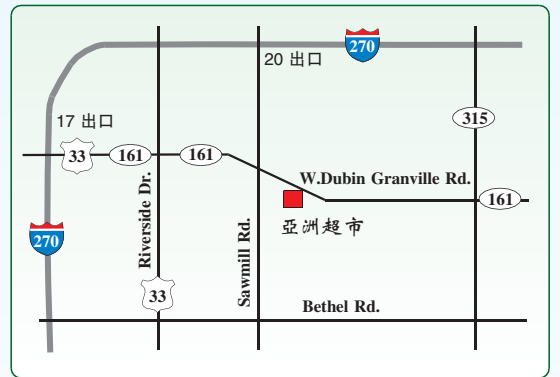 270
20 出口
17 出口
315
33
161
161
W.Dubin Granville Rd.
161
亞洲超市
270
Riverside Dr.
Sawmill Rd.
33
Bethel Rd.